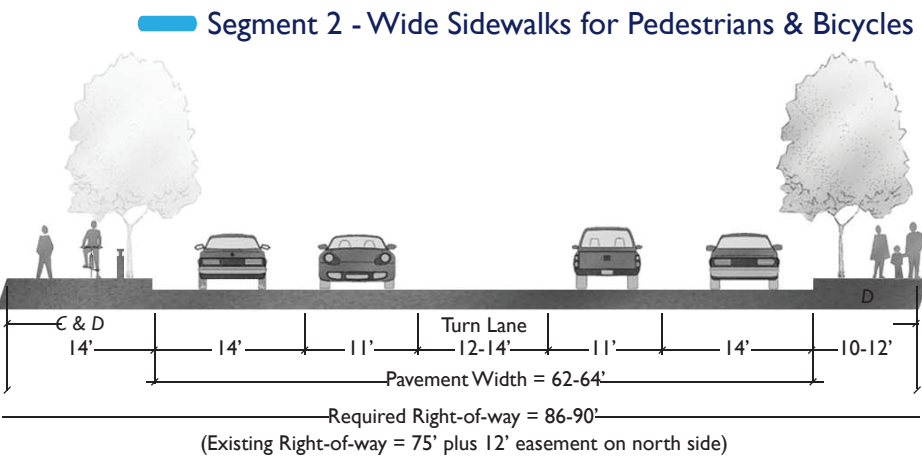 Segment 2 - Wide Sidewalks for Pedestrians & Bicycles
D
C & D
Turn Lane
14’ 14’ 11’ 12-14’ 11’ 14’ 10-12’
Pavement Width = 62-64’
Required Right-of-way = 86-90’
(Existing Right-of-way = 75’ plus 12’ easement on north side)